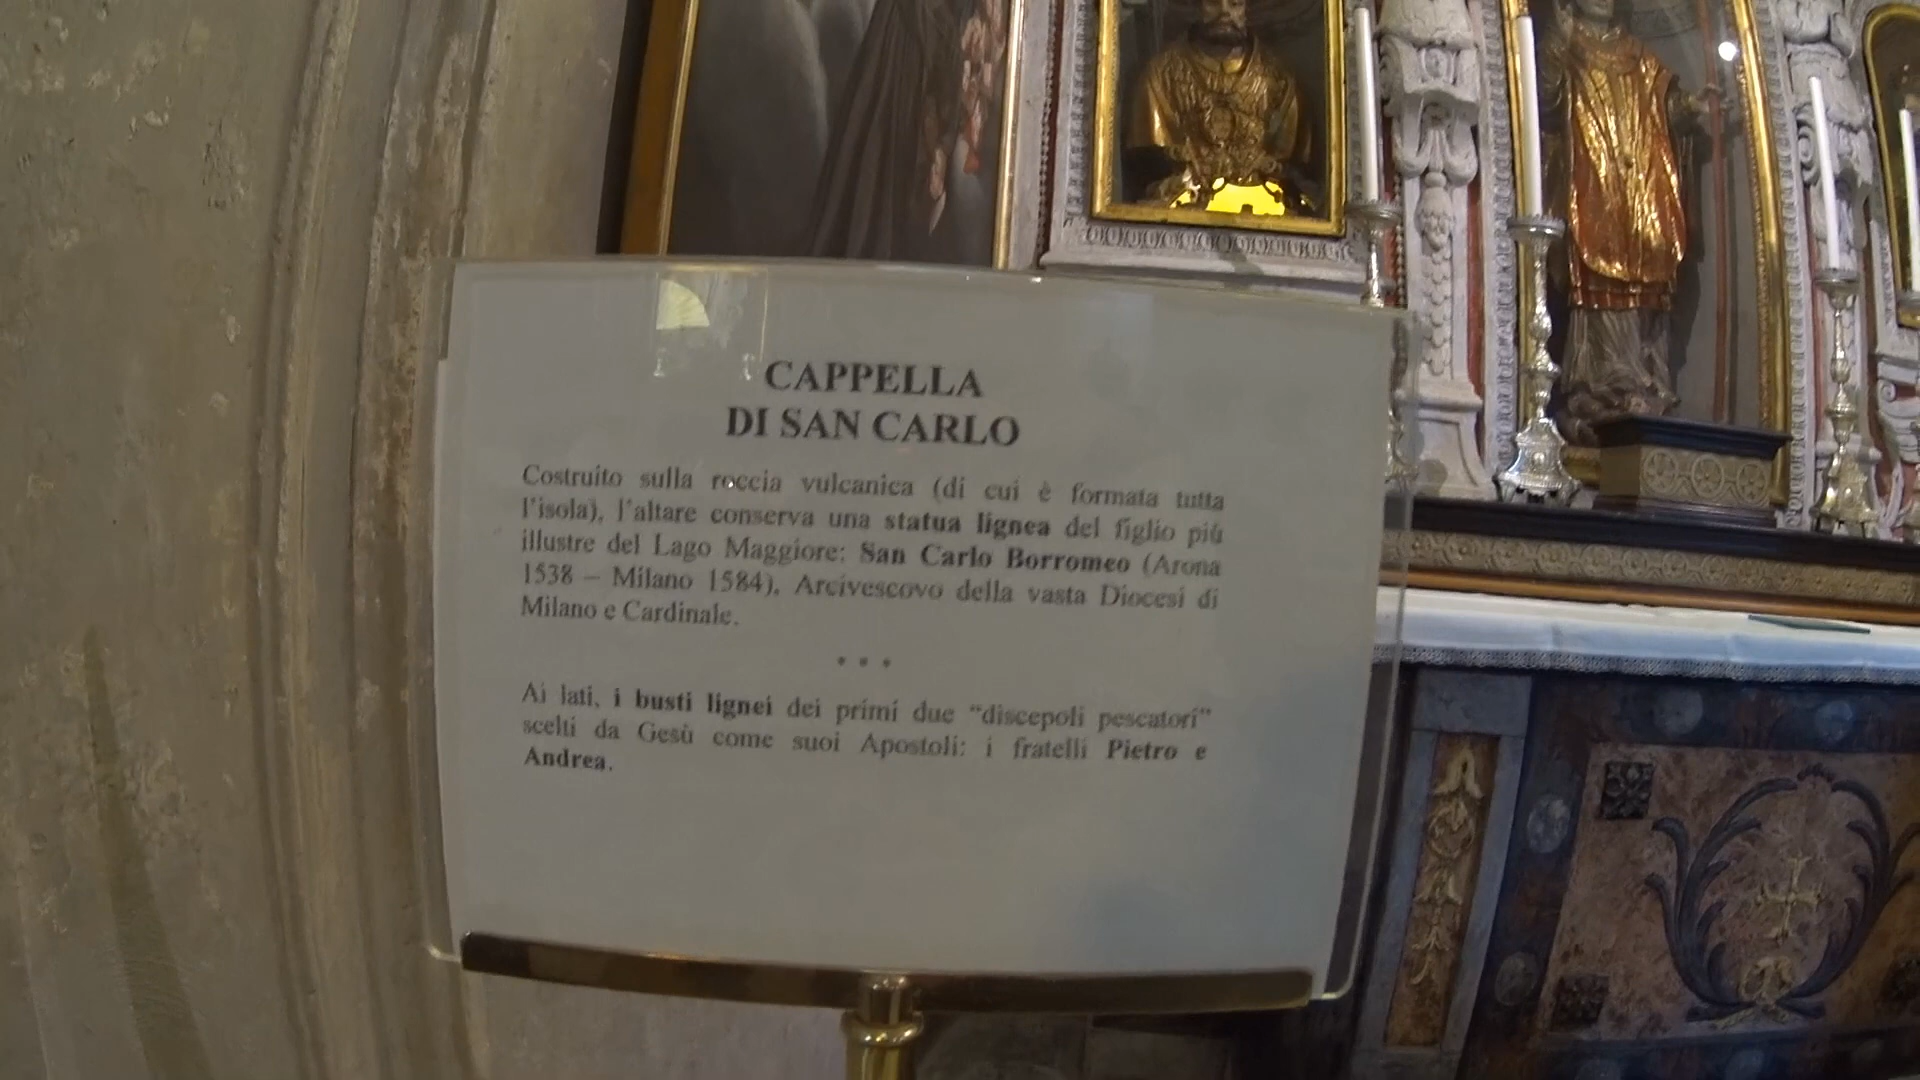 CAPPELLA
DI SAN CARLO
Costruito sulla roccia vulcanica (di cui è formata tutta
l'isola), l'altare conserva una statua lignea del figlio più
illustre del Lago Maggiore: San Carlo Borromeo (Arona
1538 – Milano 1584), Arcivescovo della vasta Diocesi di
Milano e Cardinale.
* * *
Ai lati, i busti lignei dei primi due “discepoli pescatori”
scelti da Gesù come suoi Apostoli: i fratelli Pietro e
Andrea.